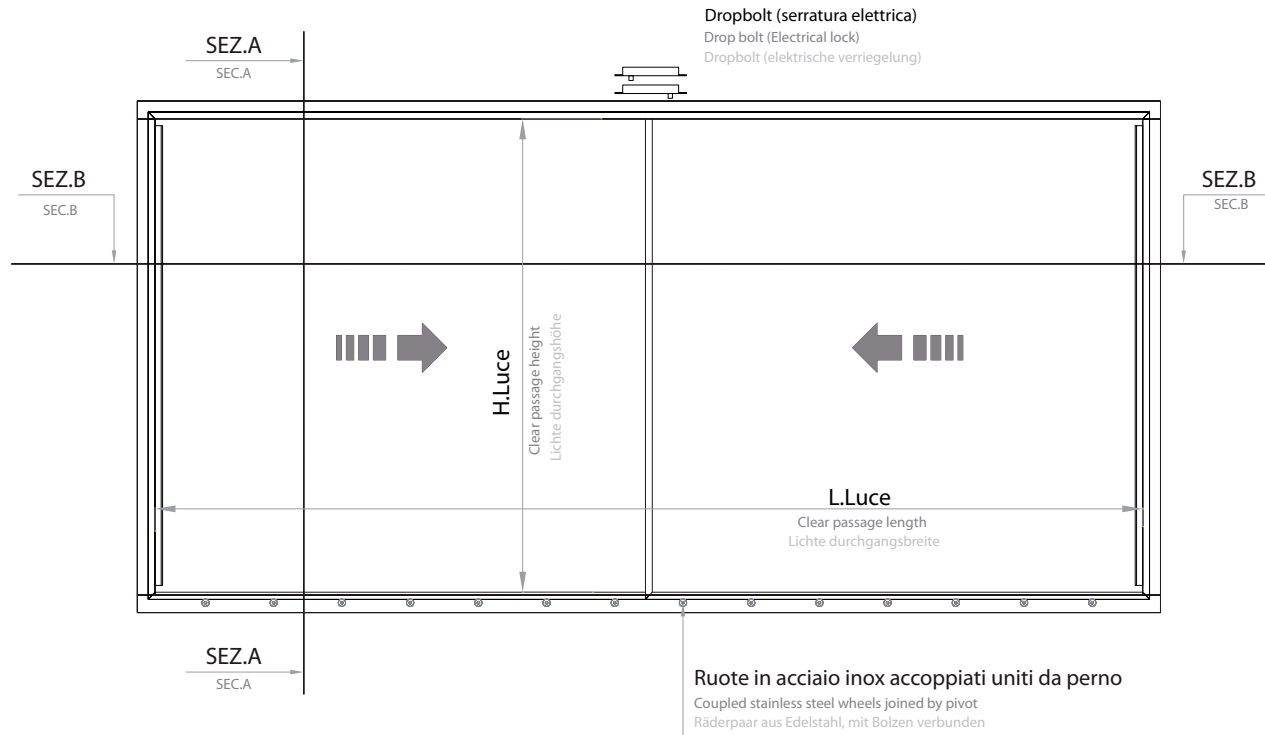 Dropbolt (serratura elettrica)
Drop bolt (Electrical lock)
Dropbolt (elektrische verriegelung)
SEZ.A
SEC.A
SEZ.B
SEC.B
SEZ.B
SEC.B
H.Luce
Clear passage height
Lichte durchgangshöhe
L.Luce
Clear passage length
Lichte durchgangsbreite
SEZ.A
SEC.A
Ruote in acciaio inox accoppiati uniti da perno
Coupled stainless steel wheels joined by pivot
Räderpaar aus Edelstahl, mit Bolzen verbunden